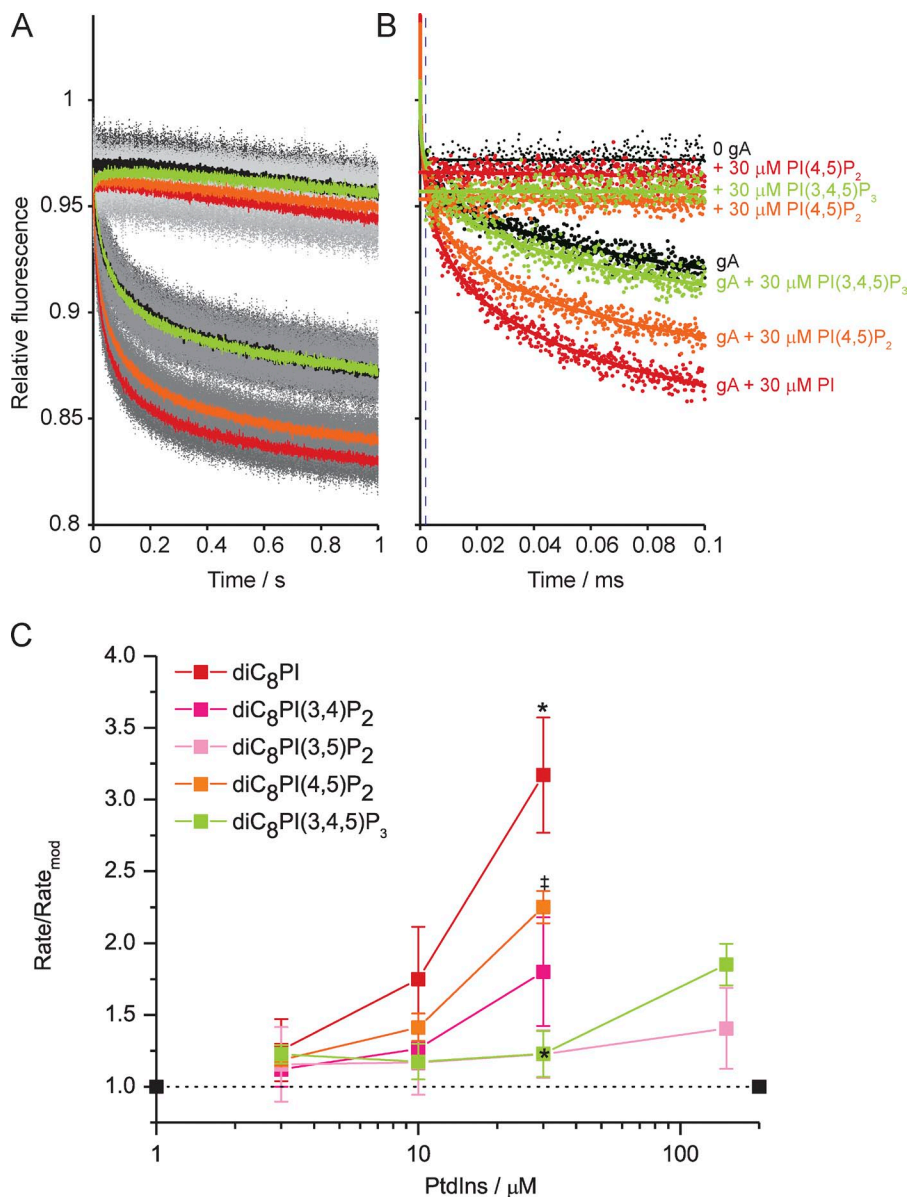 A
B
Relative fluorescence
1
0.95
0.9
0.85
0.8
0 0.2 0.4 0.6 0.8 1
Time / s
0 gA
+ 30 μM PI(4,5)P₂
+ 30 μM PI(3,4,5)P₃
+ 30 μM PI(4,5)P₂
gA
gA + 30 μM PI(3,4,5)P₃
gA + 30 μM PI(4,5)P₂
gA + 30 μM PI
0 0.02 0.04 0.06 0.08 0.1
Time / ms
C
Rate/Rate_mod
4.0
3.5
3.0
2.5
2.0
1.5
1.0
diC₈PI
diC₈PI(3,4)P₂
diC₈PI(3,5)P₂
diC₈PI(4,5)P₂
diC₈PI(3,4,5)P₃
*
‡
*
1 10 100
PtdIns / μM